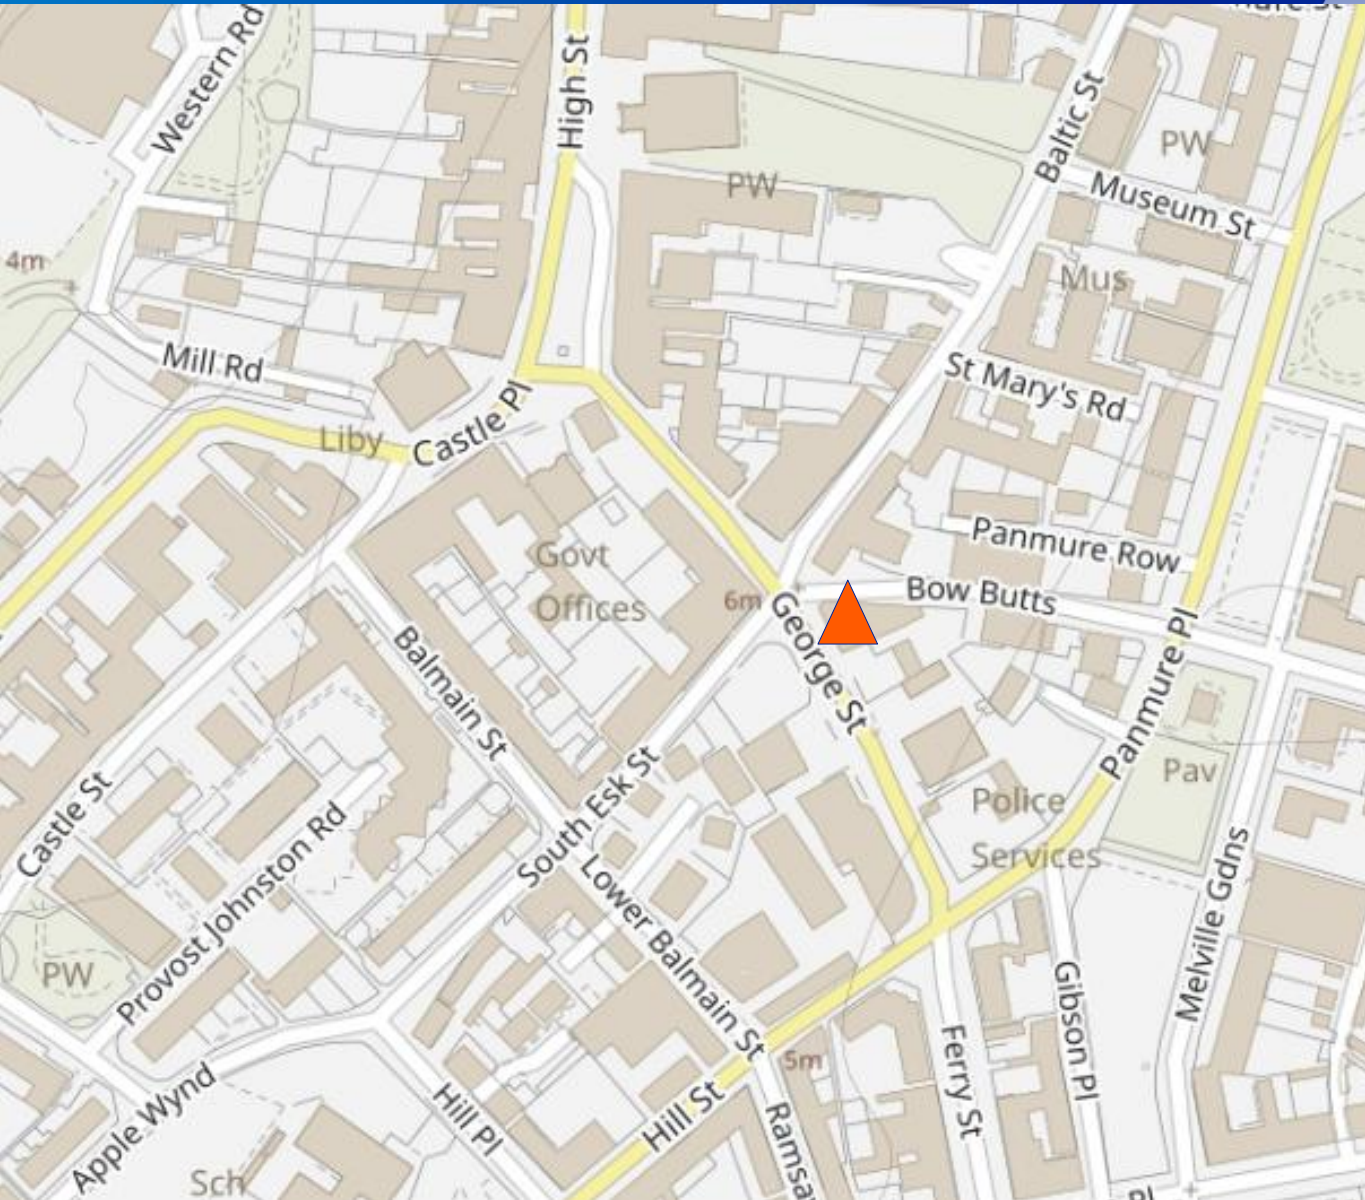 Western Rd
High St
Baltic St
PW
PW
Museum St
4m
Mus
Mill Rd
St Mary's Rd
Castle Pl
Liby
Panmure Row
Govt
Offices
6m
Bow Butts
George St
Balmain St
Panmure Pl
Pav
Castle St
South Esk St
Police
Services
Provost Johnston Rd
Lower Balmain St
Melville Gdns
PW
Gibson Pl
Ferry St
5m
Apple Wynd
Hill Pl
Hill St
Sch
Pl